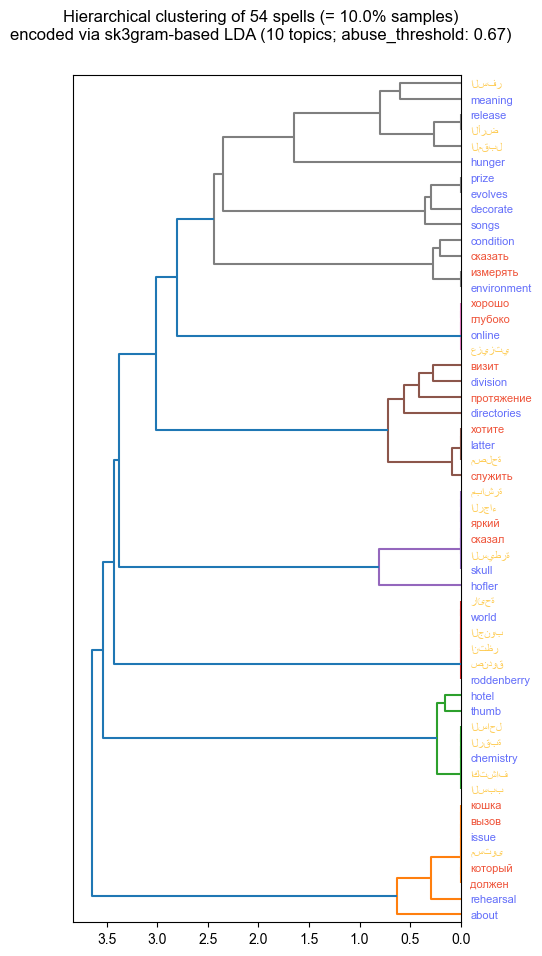 Hierarchical clustering of 54 spells (= 10.0% samples)
encoded via sk3gram-based LDA (10 topics; abuse_threshold: 0.67)
السفر
meaning
release
الأرض
المقبل
hunger
prize
evolves
decorate
songs
condition
сказать
измерять
environment
хорошо
глубоко
online
عزيزتي
визит
division
протяжение
directories
хотите
latter
مصلحة
служить
مباشرة
الرجاء
яркий
сказал
السيطرة
skull
hofler
رائحة
world
الجنوب
انتظر
صندوق
roddenberry
hotel
thumb
الساحل
الرقبة
chemistry
اكتشاف
السبب
кошка
вызов
issue
مستوى
который
должен
rehearsal
about
3.5 3.0 2.5 2.0 1.5 1.0 0.5 0.0